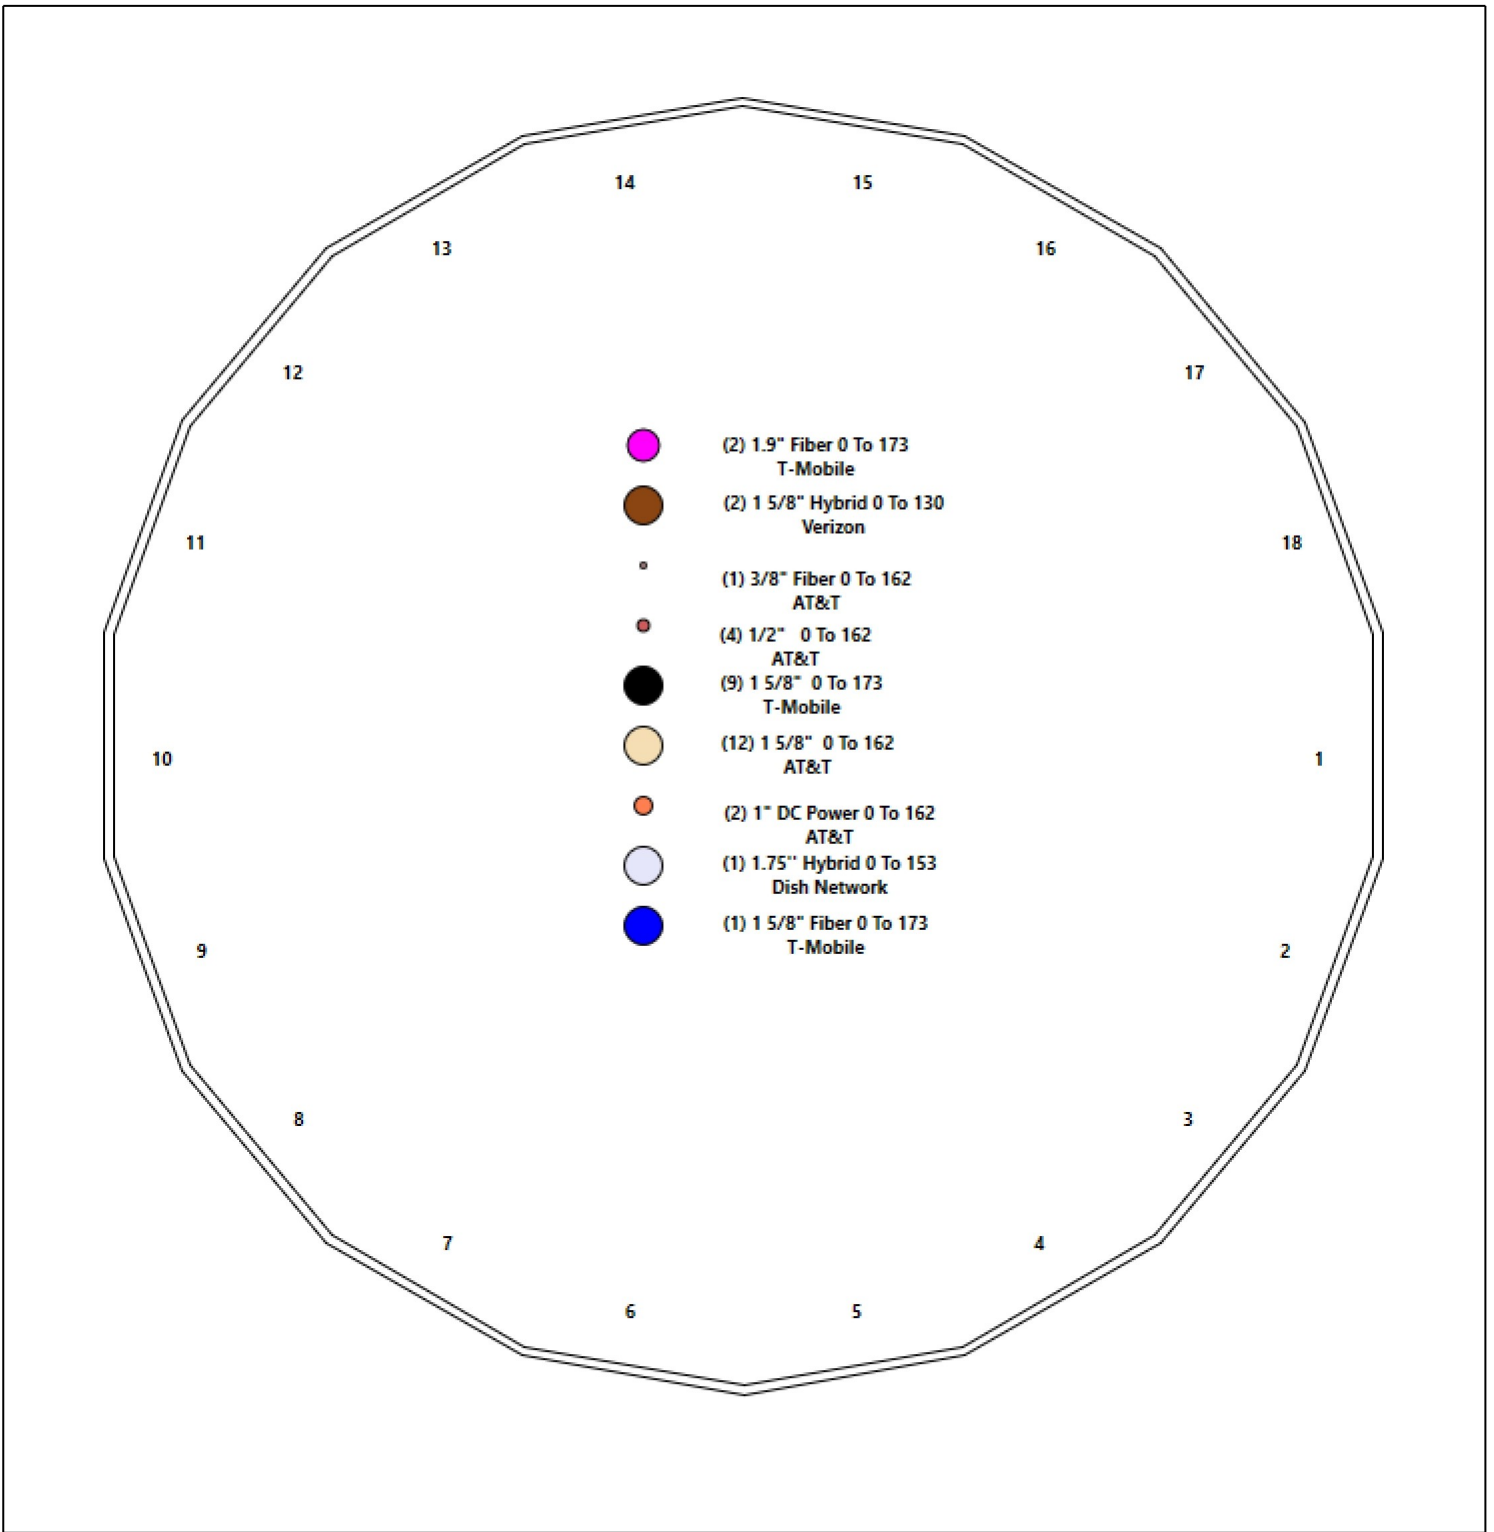 14
15
13
16
12
17
(2) 1.9" Fiber 0 To 173
T-Mobile
(2) 1 5/8" Hybrid 0 To 130
Verizon
11
18
(1) 3/8" Fiber 0 To 162
AT&T
(4) 1/2" 0 To 162
AT&T
(9) 1 5/8" 0 To 173
T-Mobile
(12) 1 5/8" 0 To 162
AT&T
10
1
(2) 1" DC Power 0 To 162
AT&T
(1) 1.75'' Hybrid 0 To 153
Dish Network
(1) 1 5/8" Fiber 0 To 173
T-Mobile
9
2
8
3
7
4
6
5